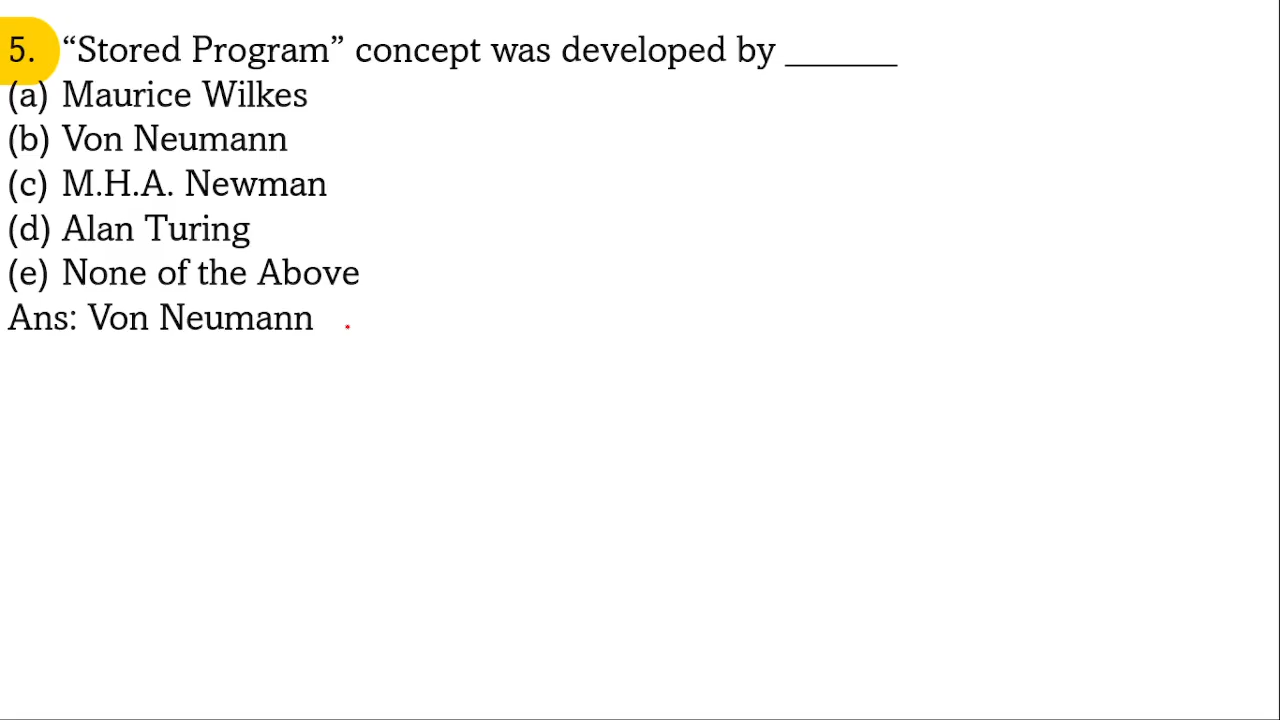 5. “Stored Program” concept was developed by ______
(a) Maurice Wilkes
(b) Von Neumann
(c) M.H.A. Newman
(d) Alan Turing
(e) None of the Above
Ans: Von Neumann